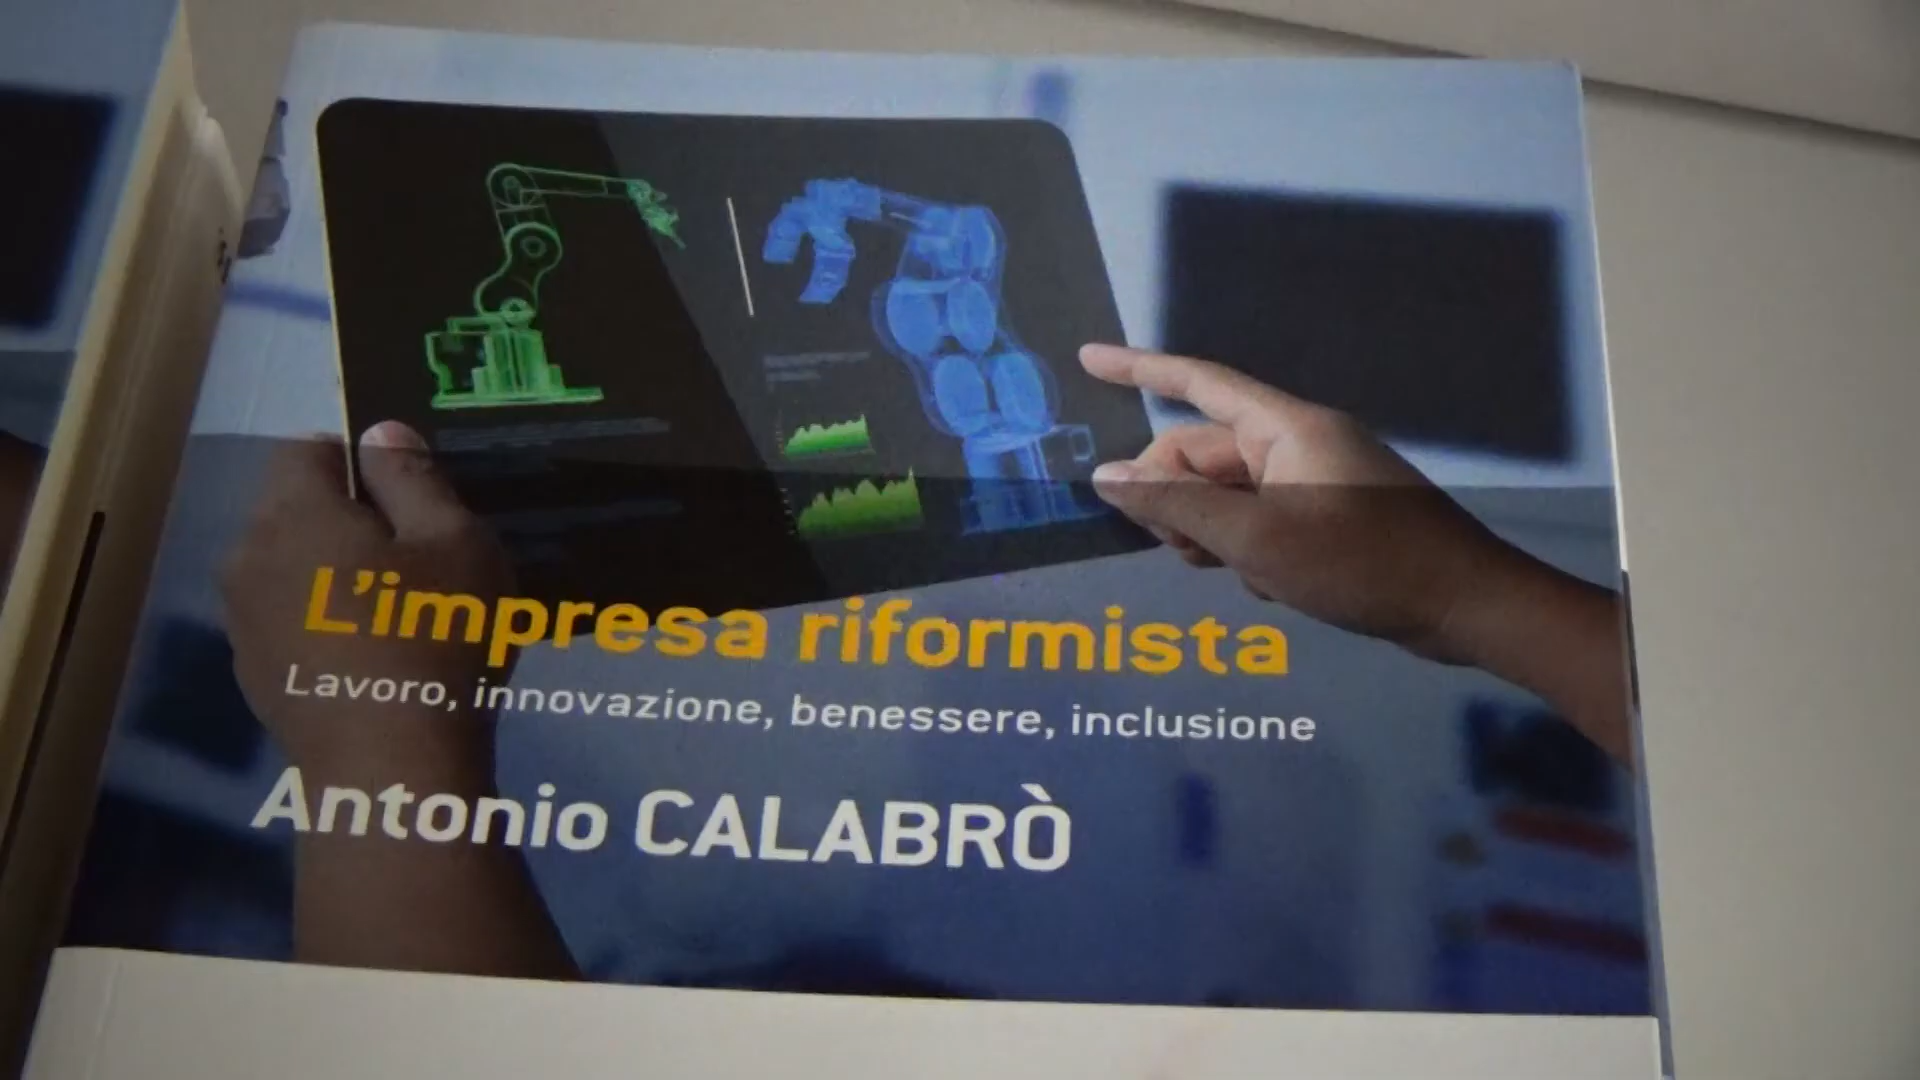 L'impresa riformista
Lavoro, innovazione, benessere, inclusione
Antonio CALABRÒ